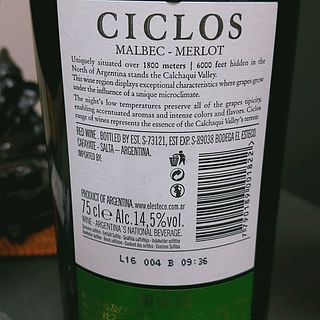 CICLOS
MALBEC - MERLOT
Uniquely situated over 1800 meters | 6000 feet hidden in the
North of Argentina stands the Calchaquí Valley.
This wine region displays exceptional characteristics where grapes grow
under the influence of a unique microclimate.
The night's low temperatures preserve all of the grapes tipicity,
enabling accentuated aromas and intense colors and flavors. Ciclos
range of wines represents the essence of the Calchaquí terroir.
RED WINE . BOTTLED BY EST. S-73121, EST EXP. S-89038 BODEGA EL ESTECO.
CAFAYATE - SALTA - ARGENTINA.
IMPORTED BY:
PRODUCT OF ARGENTINA. www.elesteco.com.ar
75 cl e Alc.14,5%vol.
WINE - ARGENTINA'S NATIONAL BEVERAGE.
L16 004 B 09:36